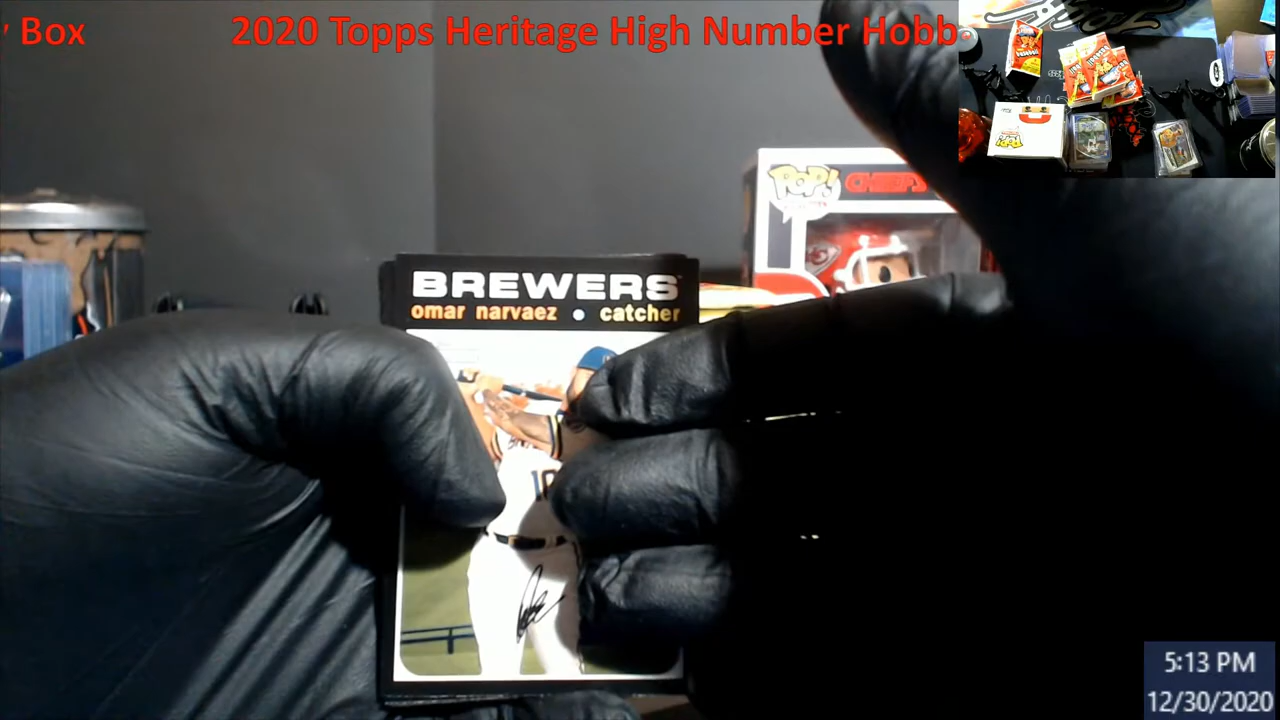 y Box 2020 Topps Heritage High Number Hobb
POP!
CHIEFS
BREWERS
omar narvaez • catcher
10
5:13 PM
12/30/2020